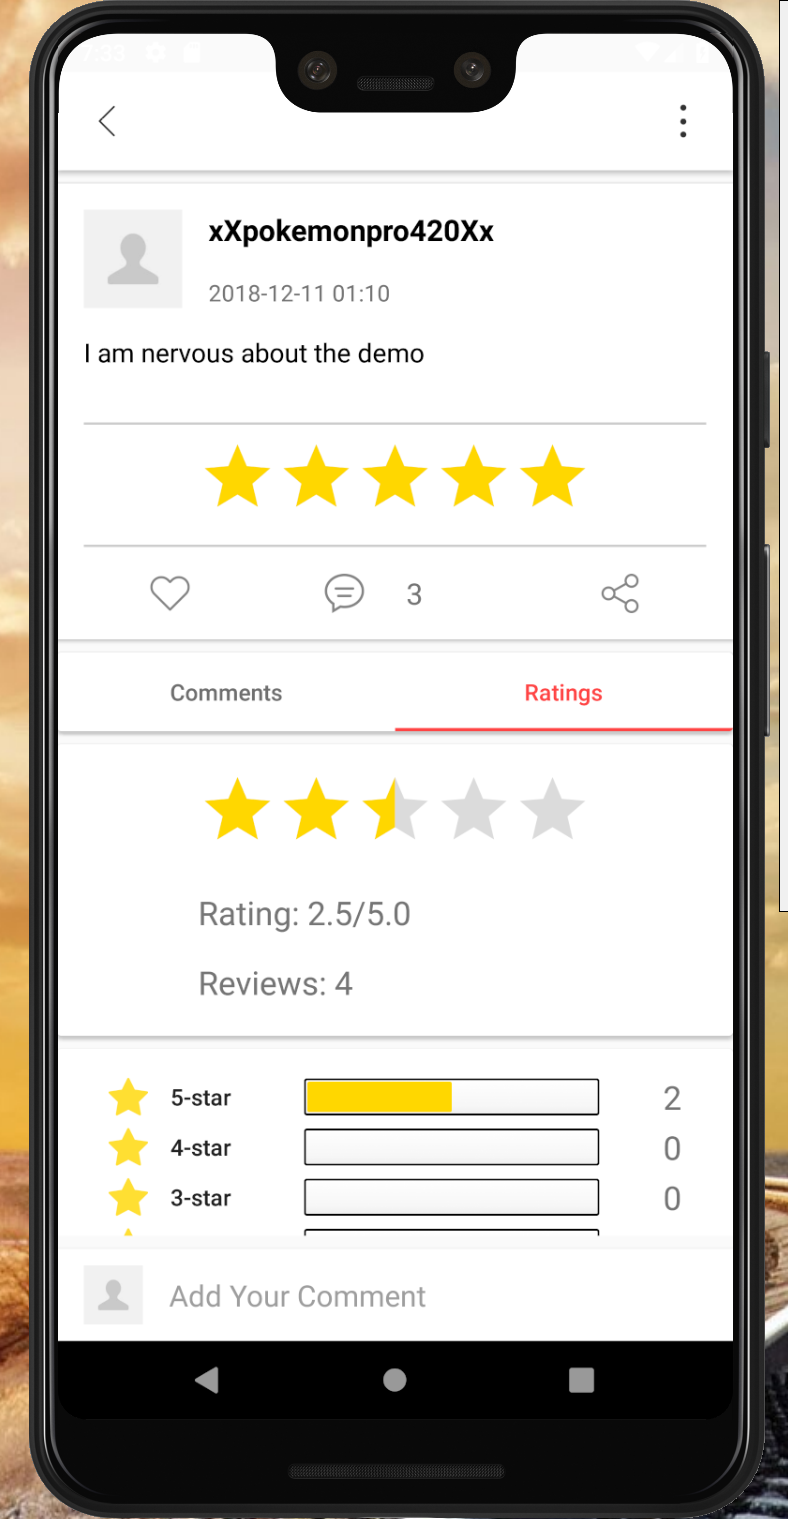 7:33
xXpokemonpro420Xx
2018-12-11 01:10
I am nervous about the demo
3
Comments Ratings
Rating: 2.5/5.0
Reviews: 4
5-star 2
4-star 0
3-star 0
Add Your Comment